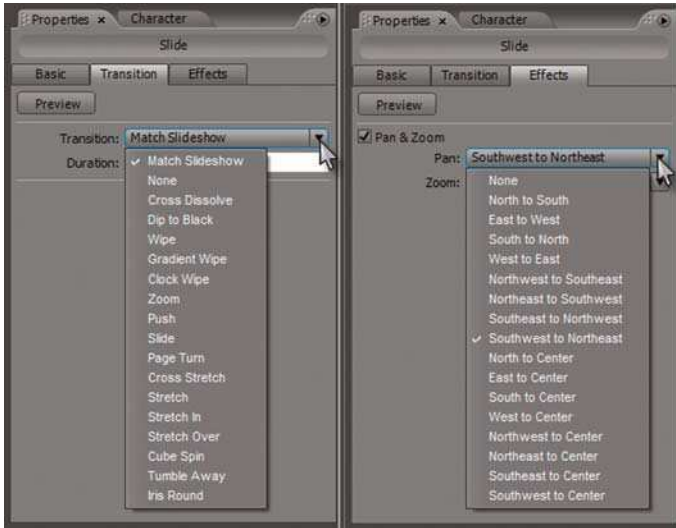 Properties × Character
Slide
Basic Transition Effects
Preview
Transition: Match Slideshow
Duration:
✓ Match Slideshow
None
Cross Dissolve
Dip to Black
Wipe
Gradient Wipe
Clock Wipe
Zoom
Push
Slide
Page Turn
Cross Stretch
Stretch
Stretch In
Stretch Over
Cube Spin
Tumble Away
Iris Round
Properties × Character
Slide
Basic Transition Effects
Preview
✓ Pan & Zoom
Pan: Southwest to Northeast
Zoom:
None
North to South
East to West
South to North
West to East
Northwest to Southeast
Northeast to Southwest
Southeast to Northwest
✓ Southwest to Northeast
North to Center
East to Center
South to Center
West to Center
Northwest to Center
Northeast to Center
Southeast to Center
Southwest to Center